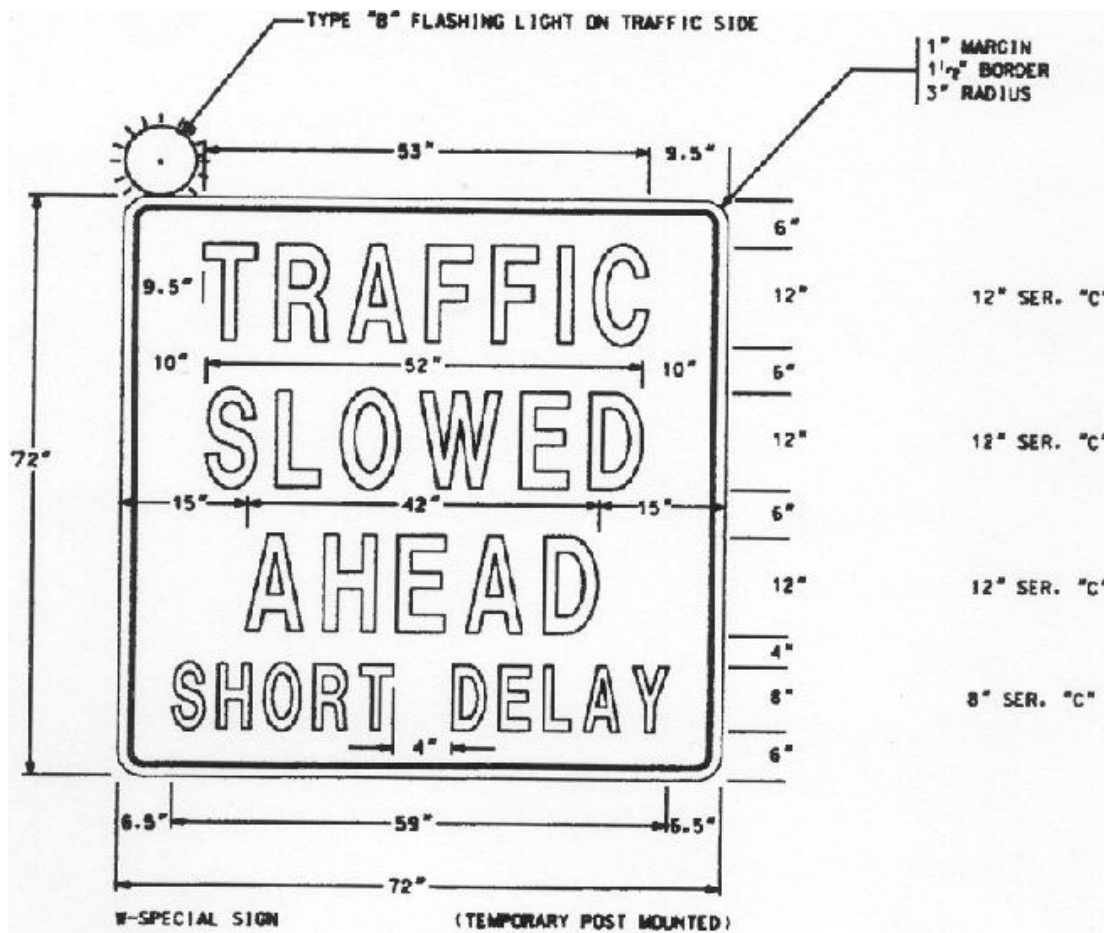 TYPE "B" FLASHING LIGHT ON TRAFFIC SIDE
1" MARGIN
1 1/2" BORDER
3" RADIUS
53"
9.5"
6"
TRAFFIC
9.5"
12"
12" SER. "C"
10"
52"
10"
6"
SLOWED
12"
12" SER. "C"
72"
15"
42"
15"
6"
AHEAD
12"
12" SER. "C"
4"
SHORT DELAY
8"
8" SER. "C"
4"
6"
6.5"
59"
6.5"
72"
W-SPECIAL SIGN
(TEMPORARY POST MOUNTED)